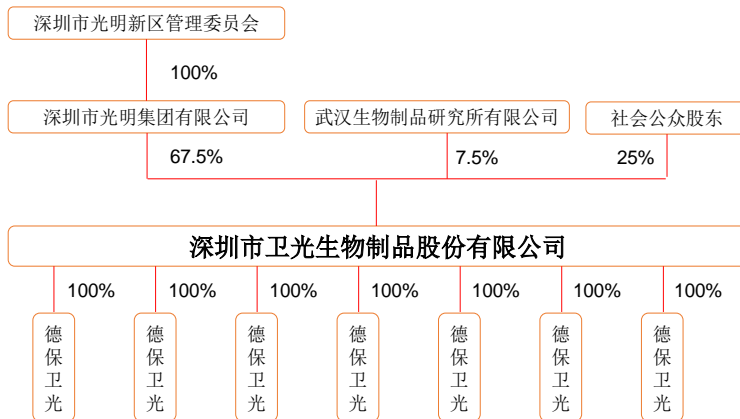 深圳市光明新区管理委员会
100%
深圳市光明集团有限公司
武汉生物制品研究所有限公司
社会公众股东
67.5%
7.5%
25%
深圳市卫光生物制品股份有限公司
100%
100%
100%
100%
100%
100%
100%
德保卫光
德保卫光
德保卫光
德保卫光
德保卫光
德保卫光
德保卫光